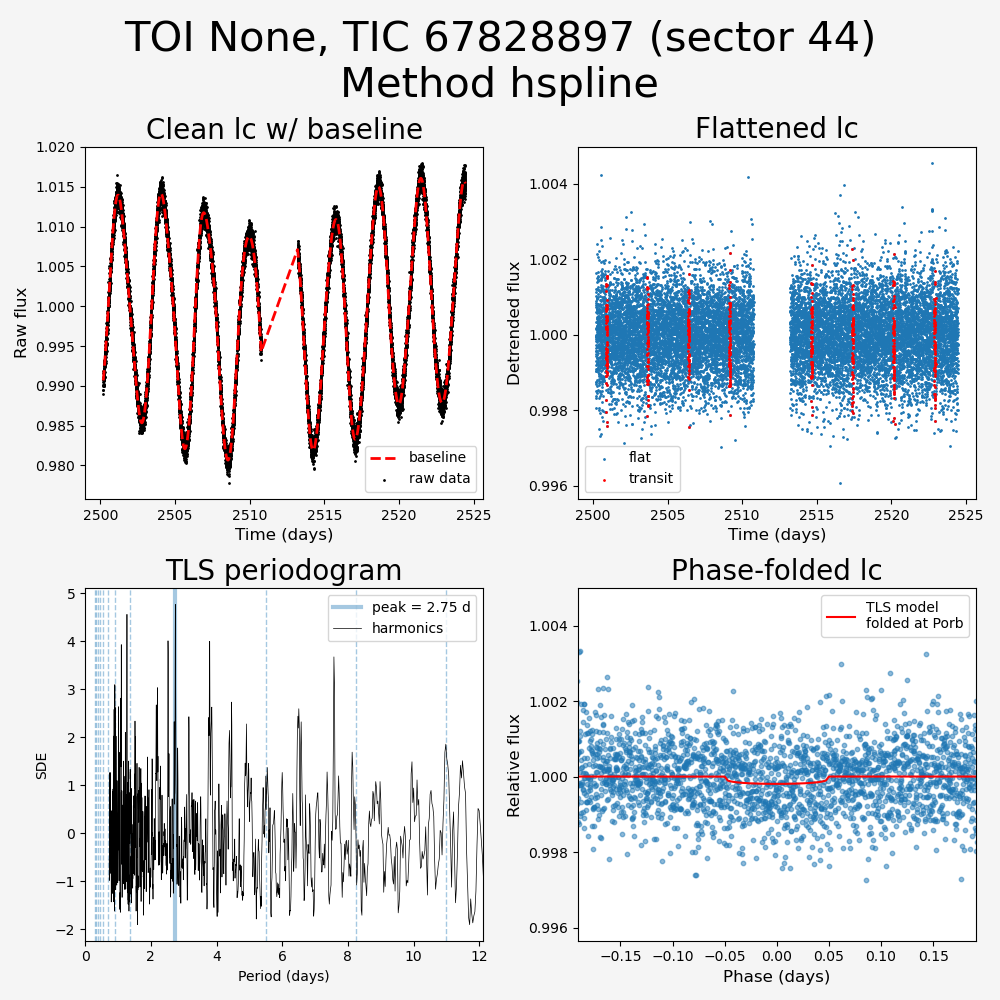 TOI None, TIC 67828897 (sector 44)
Method hspline
Clean lc w/ baseline
Raw flux
1.020
1.015
1.010
1.005
1.000
0.995
0.990
0.985
0.980
baseline
raw data
2500
2505
2510
2515
2520
2525
Time (days)
Flattened lc
Detrended flux
1.004
1.002
1.000
0.998
0.996
flat
transit
2500
2505
2510
2515
2520
2525
Time (days)
TLS periodogram
SDE
5
4
3
2
1
0
−1
−2
peak = 2.75 d
harmonics
0
2
4
6
8
10
12
Period (days)
Phase-folded lc
Relative flux
1.004
1.002
1.000
0.998
0.996
TLS model
folded at Porb
−0.15
−0.10
−0.05
0.00
0.05
0.10
0.15
Phase (days)